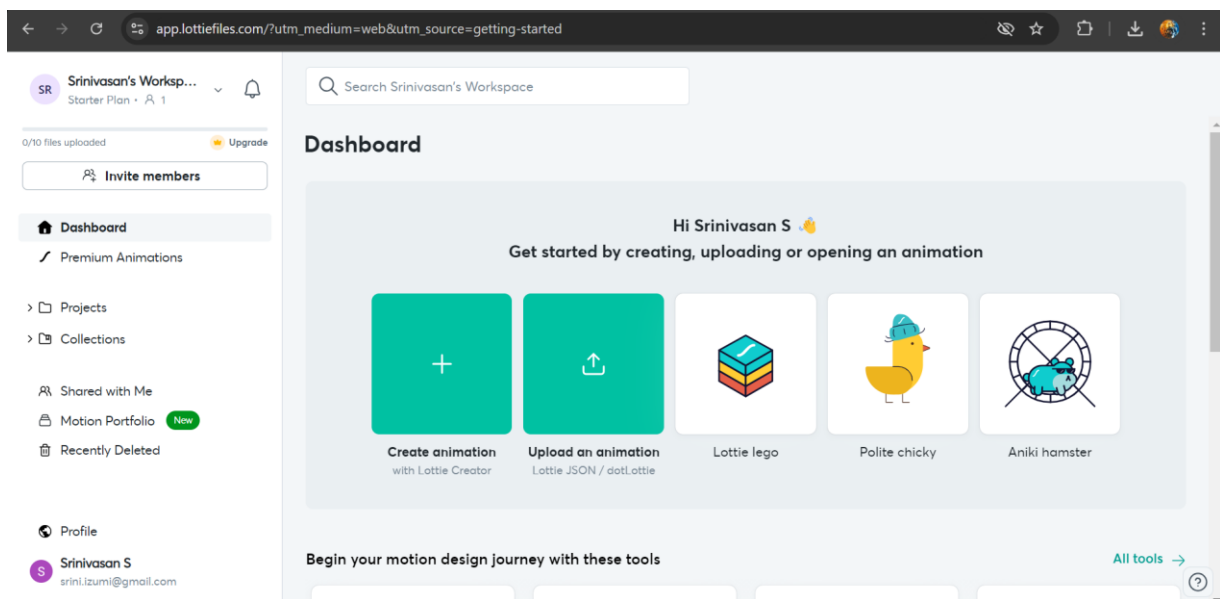 app.lottiefiles.com/?utm_medium=web&utm_source=getting-started
SR
Srinivasan's Worksp...
Starter Plan • 1
0/10 files uploaded
Upgrade
Invite members
Dashboard
Premium Animations
Projects
Collections
Shared with Me
Motion Portfolio New
Recently Deleted
Profile
S
Srinivasan S
srini.izumi@gmail.com
Search Srinivasan's Workspace
Dashboard
Hi Srinivasan S 👋
Get started by creating, uploading or opening an animation
Create animation
with Lottie Creator
Upload an animation
Lottie JSON / dotLottie
Lottie lego
Polite chicky
Aniki hamster
Begin your motion design journey with these tools
All tools →
?